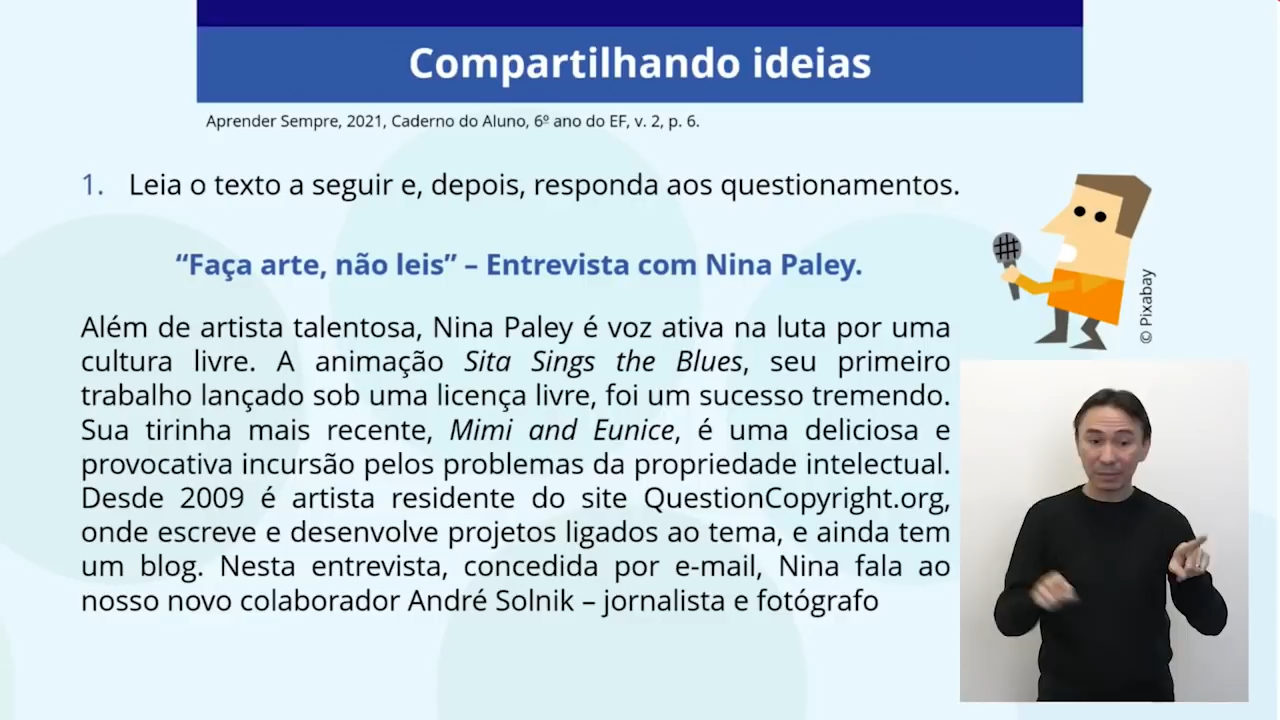 Compartilhando ideias
Aprender Sempre, 2021, Caderno do Aluno, 6º ano do EF, v. 2, p. 6.
1. Leia o texto a seguir e, depois, responda aos questionamentos.
“Faça arte, não leis” – Entrevista com Nina Paley.
Além de artista talentosa, Nina Paley é voz ativa na luta por uma
cultura livre. A animação Sita Sings the Blues, seu primeiro
trabalho lançado sob uma licença livre, foi um sucesso tremendo.
Sua tirinha mais recente, Mimi and Eunice, é uma deliciosa e
provocativa incursão pelos problemas da propriedade intelectual.
Desde 2009 é artista residente do site QuestionCopyright.org,
onde escreve e desenvolve projetos ligados ao tema, e ainda tem
um blog. Nesta entrevista, concedida por e-mail, Nina fala ao
nosso novo colaborador André Solnik – jornalista e fotógrafo
© Pixabay